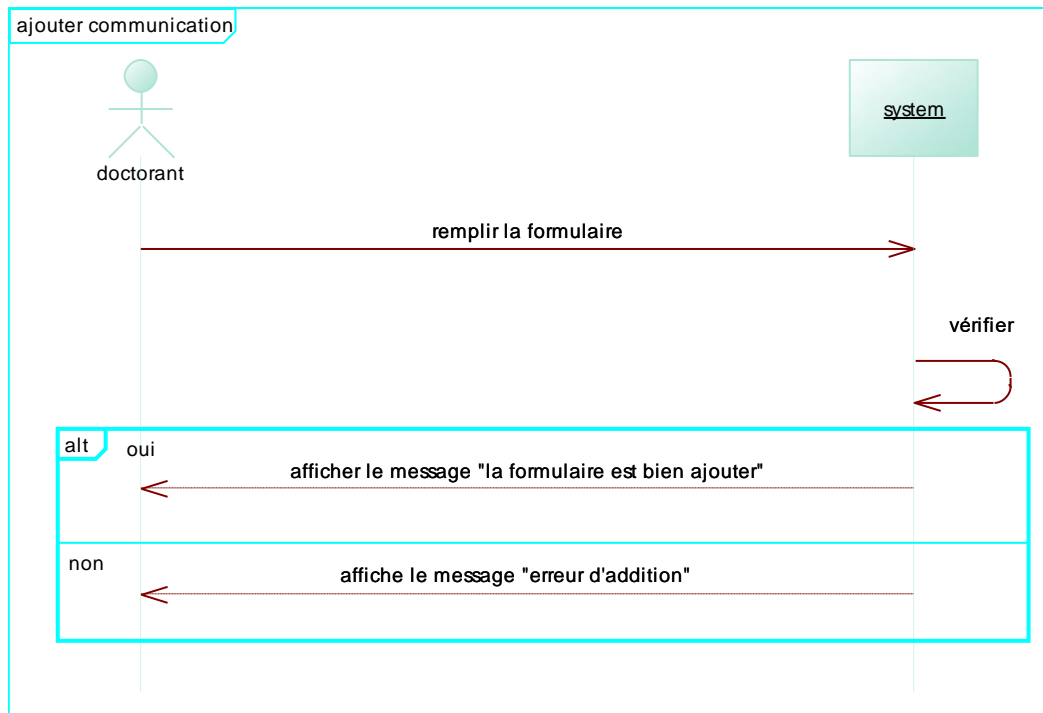 ajouter communication
system
doctorant
remplir la formulaire
vérifier
alt
oui
afficher le message "la formulaire est bien ajouter"
non
affiche le message "erreur d'addition"